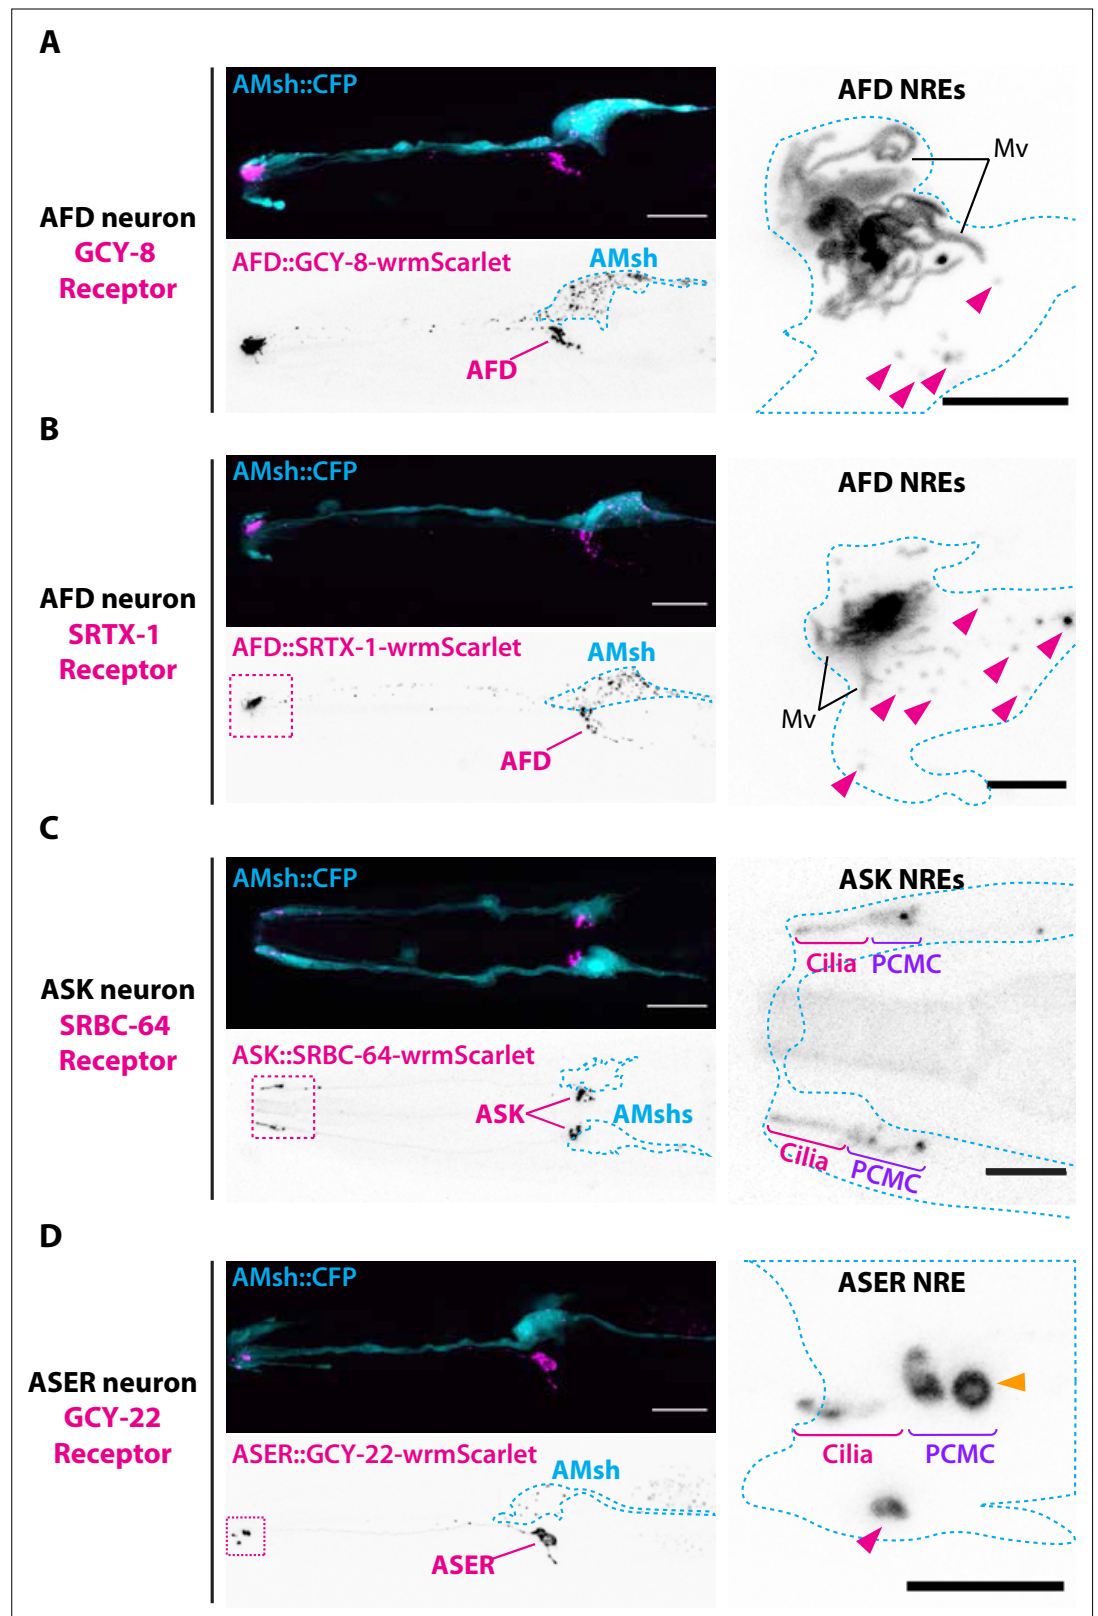 A
AFD neuron
GCY-8
Receptor
AMsh::CFP
AFD::GCY-8-wrmScarlet
AMsh
AFD
AFD NREs
Mv
B
AFD neuron
SRTX-1
Receptor
AMsh::CFP
AFD::SRTX-1-wrmScarlet
AMsh
AFD
AFD NREs
Mv
C
ASK neuron
SRBC-64
Receptor
AMsh::CFP
ASK::SRBC-64-wrmScarlet
ASK
AMshs
ASK NREs
Cilia
PCMC
Cilia
PCMC
D
ASER neuron
GCY-22
Receptor
AMsh::CFP
ASER::GCY-22-wrmScarlet
AMsh
ASER
ASER NRE
Cilia
PCMC